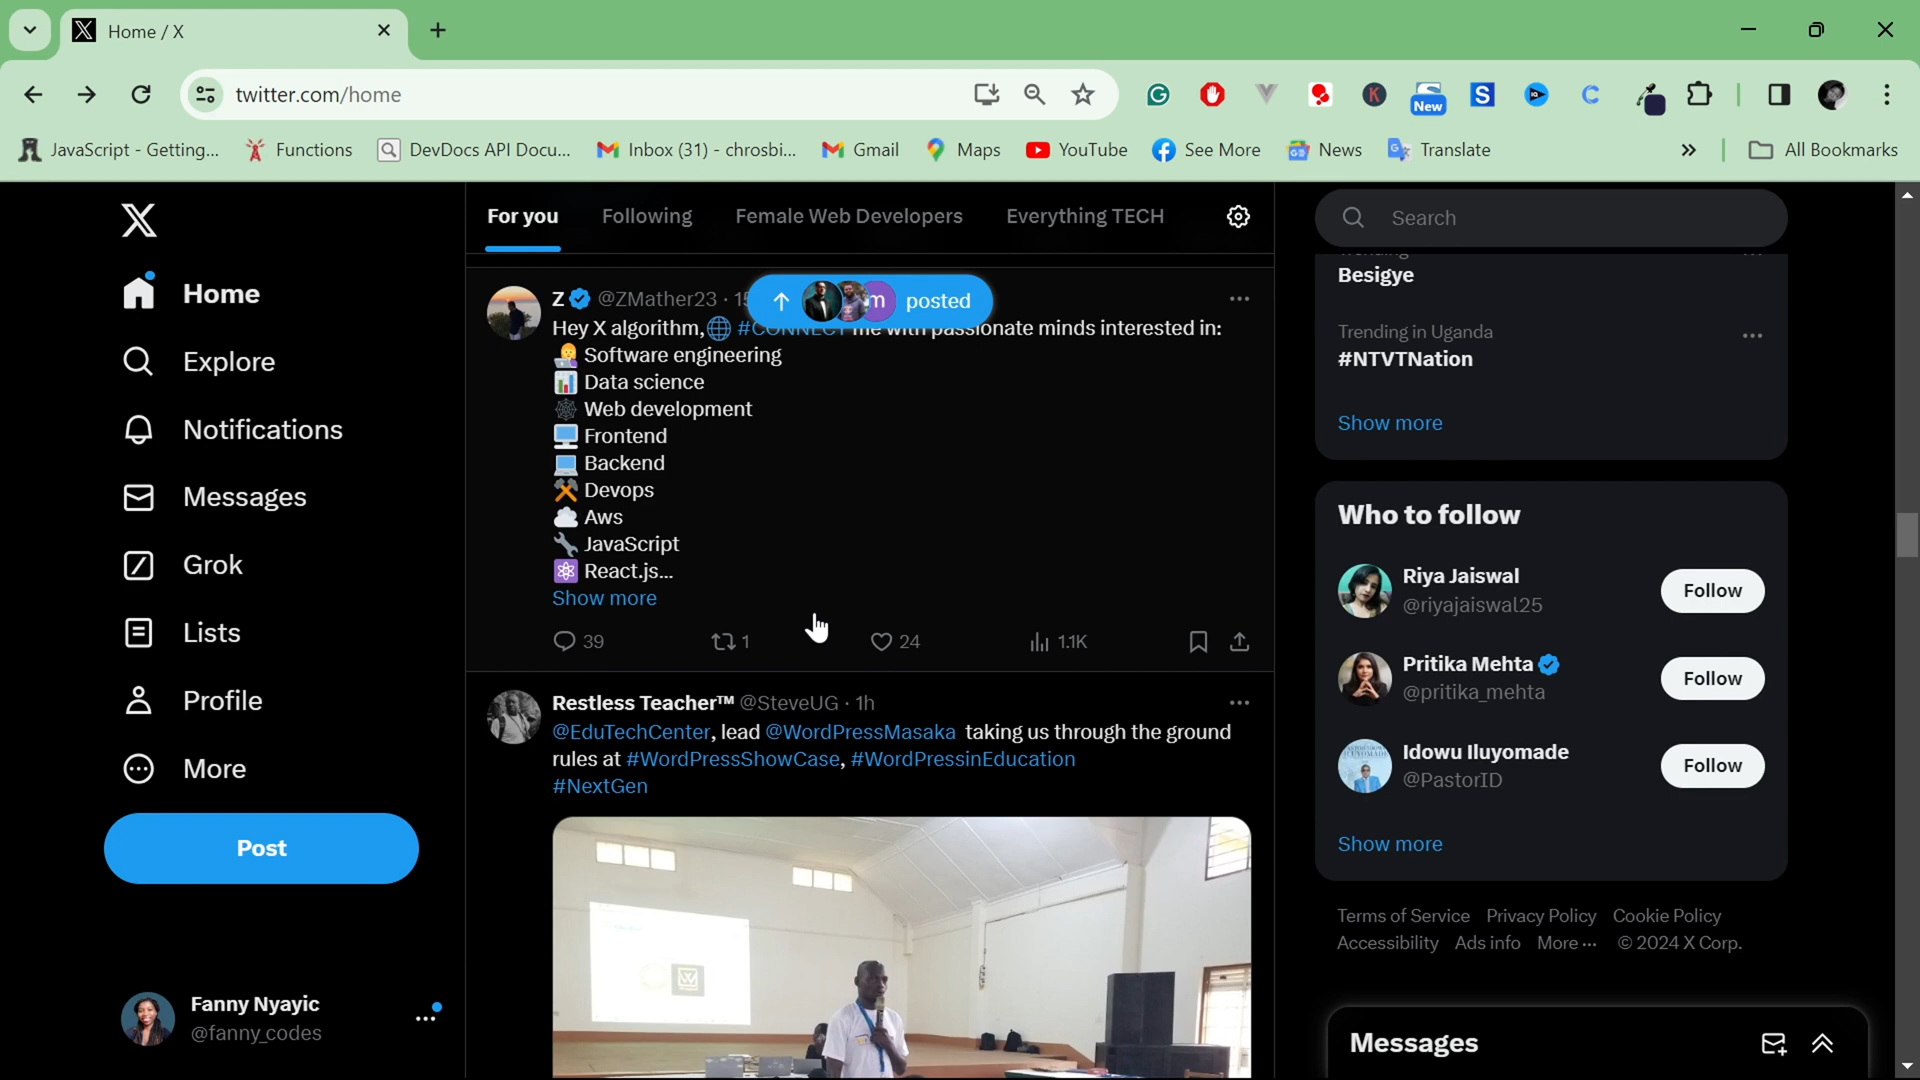 Home / X
twitter.com/home
New
JavaScript - Getting...
Functions
DevDocs API Docu...
Inbox (31) - chrosbi...
Gmail
Maps
YouTube
See More
News
Translate
All Bookmarks
Home
Explore
Notifications
Messages
Grok
Lists
Profile
More
Post
Fanny Nyayic
@fanny_codes
For you
Following
Female Web Developers
Everything TECH
posted
Z @ZMather23
Hey X algorithm, #CONNECT me with passionate minds interested in:
Software engineering
Data science
Web development
Frontend
Backend
Devops
Aws
JavaScript
React.js...
Show more
39
1
24
1.1K
Restless Teacher™ @SteveUG · 1h
@EduTechCenter, lead @WordPressMasaka taking us through the ground
rules at #WordPressShowCase, #WordPressinEducation
#NextGen
Search
Besigye
Trending in Uganda
#NTVTNation
Show more
Who to follow
Riya Jaiswal
@riyajaiswal25
Follow
Pritika Mehta
@pritika_mehta
Follow
Idowu Iluyomade
@PastorID
Follow
Show more
Terms of Service Privacy Policy Cookie Policy
Accessibility Ads info More ··· © 2024 X Corp.
Messages